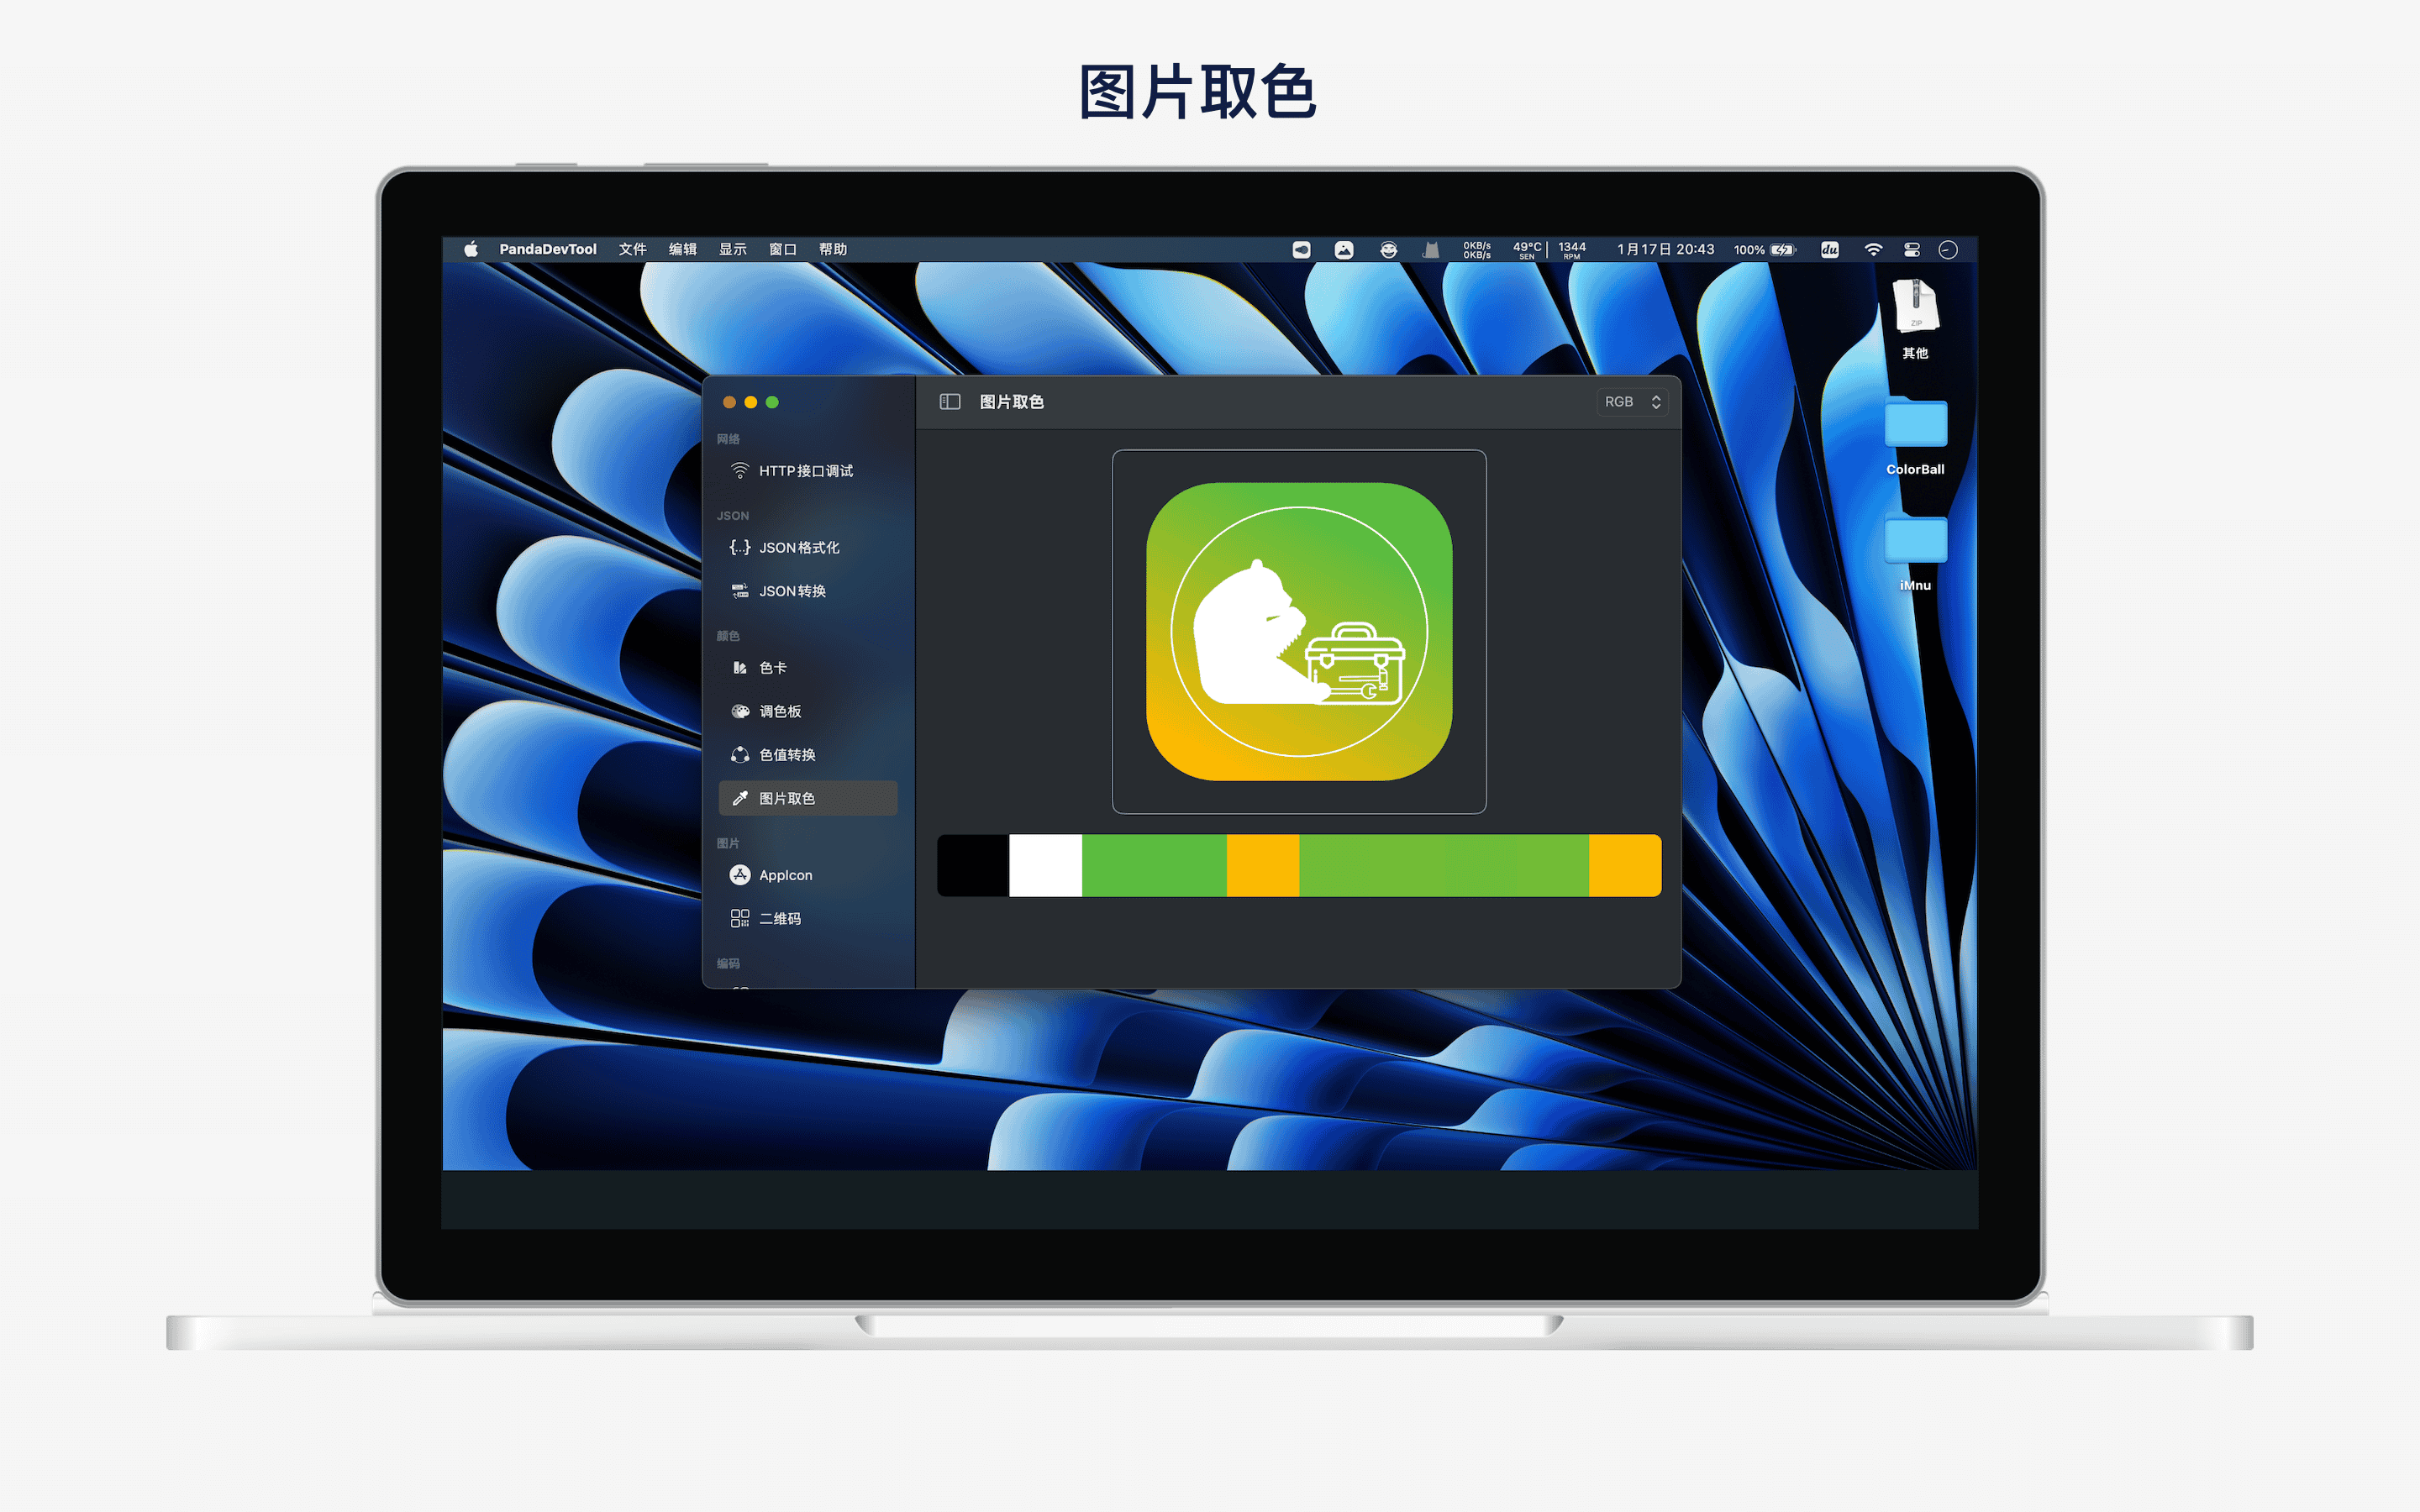 图片取色
PandaDevTool 文件 编辑 显示 窗口 帮助
0KB/s
0KB/s
49°C
SEN
1344
RPM
1月17日 20:43
100%
du
ZIP
其他
ColorBall
iMnu
图片取色
RGB
网络
HTTP接口调试
JSON
{...} JSON格式化
JSON转换
颜色
色卡
调色板
色值转换
图片取色
图片
AppIcon
二维码
编码